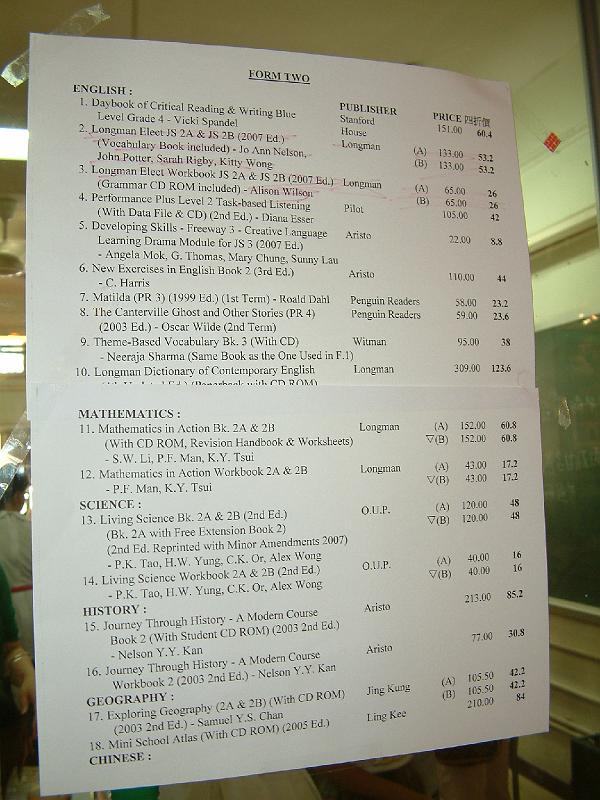 FORM TWO
ENGLISH : PUBLISHER PRICE 四折價
1. Daybook of Critical Reading & Writing Blue Stanford 151.00 60.4
Level Grade 4 - Vicki Spandel House
2. Longman Elect JS 2A & JS 2B (2007 Ed.) Longman (A) 133.00 53.2
(Vocabulary Book included) - Jo Ann Nelson, (B) 133.00 53.2
John Potter, Sarah Rigby, Kitty Wong
3. Longman Elect Workbook JS 2A & JS 2B (2007 Ed.) Longman (A) 65.00 26
(Grammar CD ROM included) - Alison Wilson (B) 65.00 26
4. Performance Plus Level 2 Task-based Listening Pilot 105.00 42
(With Data File & CD) (2nd Ed.) - Diana Esser
5. Developing Skills - Freeway 3 - Creative Language Aristo 22.00 8.8
Learning Drama Module for JS 3 (2007 Ed.)
- Angela Mok, G. Thomas, Mary Chung, Sunny Lau
6. New Exercises in English Book 2 (3rd Ed.) Aristo 110.00 44
- C. Harris
7. Matilda (PR 3) (1999 Ed.) (1st Term) - Roald Dahl Penguin Readers 58.00 23.2
8. The Canterville Ghost and Other Stories (PR 4) Penguin Readers 59.00 23.6
(2003 Ed.) - Oscar Wilde (2nd Term)
9. Theme-Based Vocabulary Bk. 3 (With CD) Witman 95.00 38
- Neeraja Sharma (Same Book as the One Used in F.1)
10. Longman Dictionary of Contemporary English Longman 309.00 123.6
(4th Updated Ed.) (Paperback with CD ROM)
MATHEMATICS :
11. Mathematics in Action Bk. 2A & 2B Longman (A) 152.00 60.8
(With CD ROM, Revision Handbook & Worksheets) ▽(B) 152.00 60.8
- S.W. Li, P.F. Man, K.Y. Tsui
12. Mathematics in Action Workbook 2A & 2B Longman (A) 43.00 17.2
- P.F. Man, K.Y. Tsui ▽(B) 43.00 17.2
SCIENCE :
13. Living Science Bk. 2A & 2B (2nd Ed.) O.U.P. (A) 120.00 48
(Bk. 2A with Free Extension Book 2) ▽(B) 120.00 48
(2nd Ed. Reprinted with Minor Amendments 2007)
- P.K. Tao, H.W. Yung, C.K. Or, Alex Wong
14. Living Science Workbook 2A & 2B (2nd Ed.) O.U.P. (A) 40.00 16
- P.K. Tao, H.W. Yung, C.K. Or, Alex Wong ▽(B) 40.00 16
HISTORY :
15. Journey Through History - A Modern Course Aristo 213.00 85.2
Book 2 (With Student CD ROM) (2003 2nd Ed.)
- Nelson Y.Y. Kan
16. Journey Through History - A Modern Course Aristo 77.00 30.8
Workbook 2 (2003 2nd Ed.) - Nelson Y.Y. Kan
GEOGRAPHY :
17. Exploring Geography (2A & 2B) (With CD ROM) Jing Kung (A) 105.50 42.2
(2003 2nd Ed.) - Samuel Y.S. Chan (B) 105.50 42.2
18. Mini School Atlas (With CD ROM) (2005 Ed.) Ling Kee 210.00 84
CHINESE :